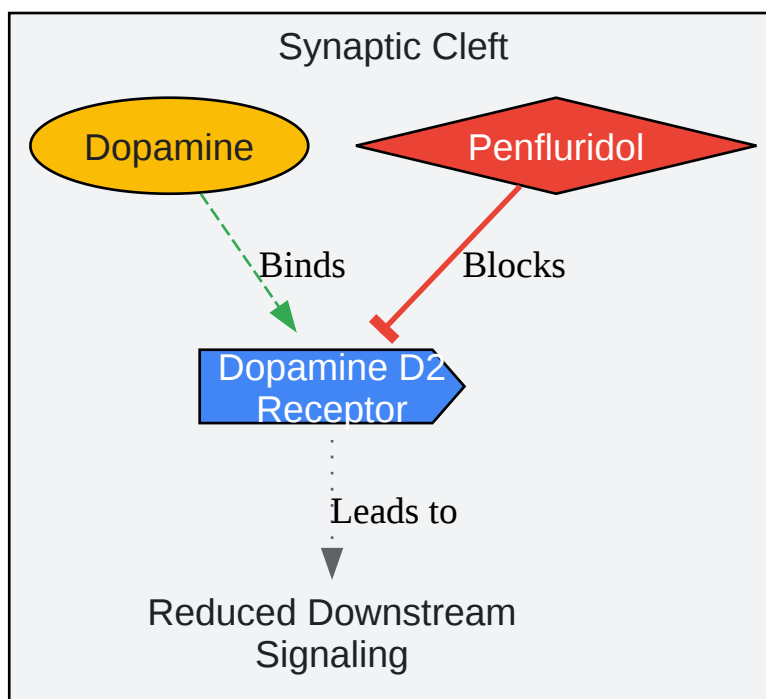 Synaptic Cleft
Dopamine
Penfluridol
Binds
Blocks
Dopamine D2
Receptor
Leads to
Reduced Downstream
Signaling